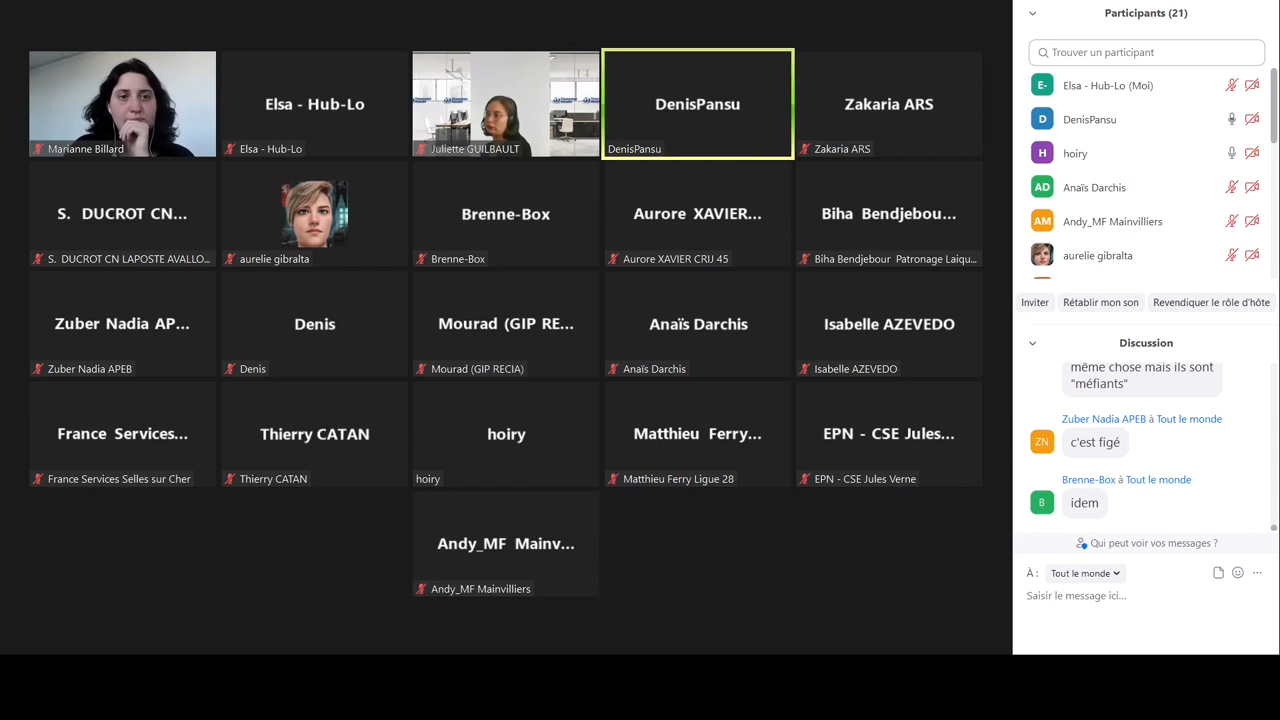 Marianne Billard
Elsa - Hub-Lo
Elsa - Hub-Lo
Juliette GUILBAULT
DenisPansu
DenisPansu
Zakaria ARS
Zakaria ARS
S. DUCROT CN...
S. DUCROT CN LAPOSTE AVALLO...
aurelie gibralta
Brenne-Box
Brenne-Box
Aurore XAVIER...
Aurore XAVIER CRIJ 45
Biha Bendjebou...
Biha Bendjebour Patronage Laiqu...
Zuber Nadia AP...
Zuber Nadia APEB
Denis
Denis
Mourad (GIP RE...
Mourad (GIP RECIA)
Anaïs Darchis
Anaïs Darchis
Isabelle AZEVEDO
Isabelle AZEVEDO
France Services...
France Services Selles sur Cher
Thierry CATAN
Thierry CATAN
hoiry
hoiry
Matthieu Ferry...
Matthieu Ferry Ligue 28
EPN - CSE Jules...
EPN - CSE Jules Verne
Andy_MF Mainv...
Andy_MF Mainvilliers
Participants (21)
Trouver un participant
E- Elsa - Hub-Lo (Moi)
D DenisPansu
H hoiry
AD Anaïs Darchis
AM Andy_MF Mainvilliers
aurelie gibralta
Inviter Rétablir mon son Revendiquer le rôle d'hôte
Discussion
même chose mais ils sont
"méfiants"
Zuber Nadia APEB à Tout le monde
ZN c'est figé
Brenne-Box à Tout le monde
B idem
Qui peut voir vos messages ?
À : Tout le monde
Saisir le message ici...